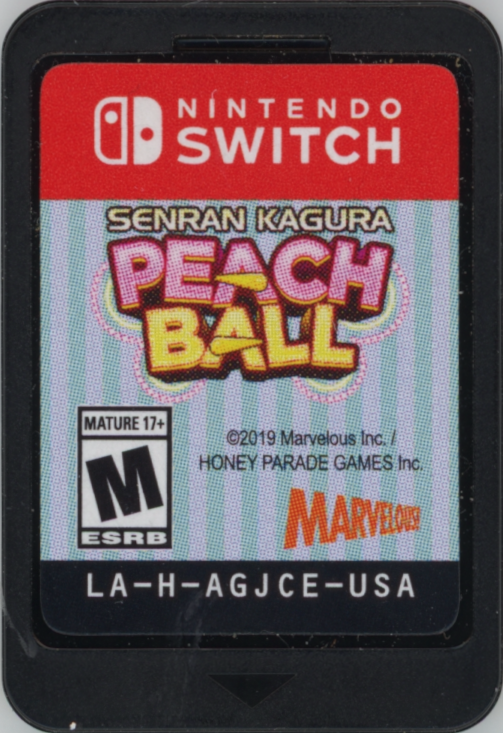 NINTENDO
SWITCH
SENRAN KAGURA
PEACH
BALL
MATURE 17+
M
ESRB
©2019 Marvelous Inc. /
HONEY PARADE GAMES Inc.
MARVELOUS!
LA-H-AGJCE-USA